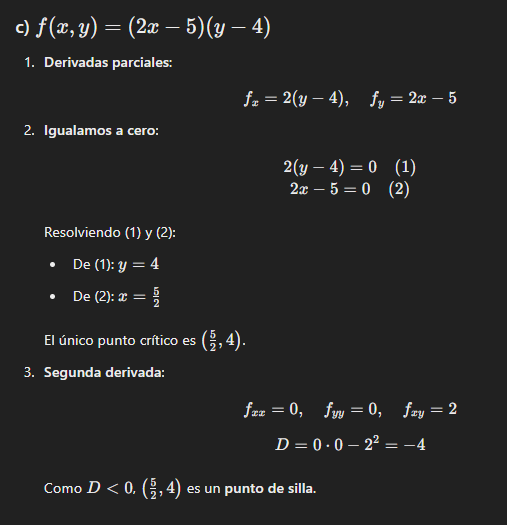 c) f(x, y) = (2x − 5)(y − 4)
1. Derivadas parciales:
fₓ = 2(y − 4), f_y = 2x − 5
2. Igualamos a cero:
2(y − 4) = 0 (1)
2x − 5 = 0 (2)
Resolviendo (1) y (2):
• De (1): y = 4
• De (2): x = 5/2
El único punto crítico es (5/2, 4).
3. Segunda derivada:
f_xx = 0, f_yy = 0, f_xy = 2
D = 0 · 0 − 2² = −4
Como D < 0, (5/2, 4) es un punto de silla.